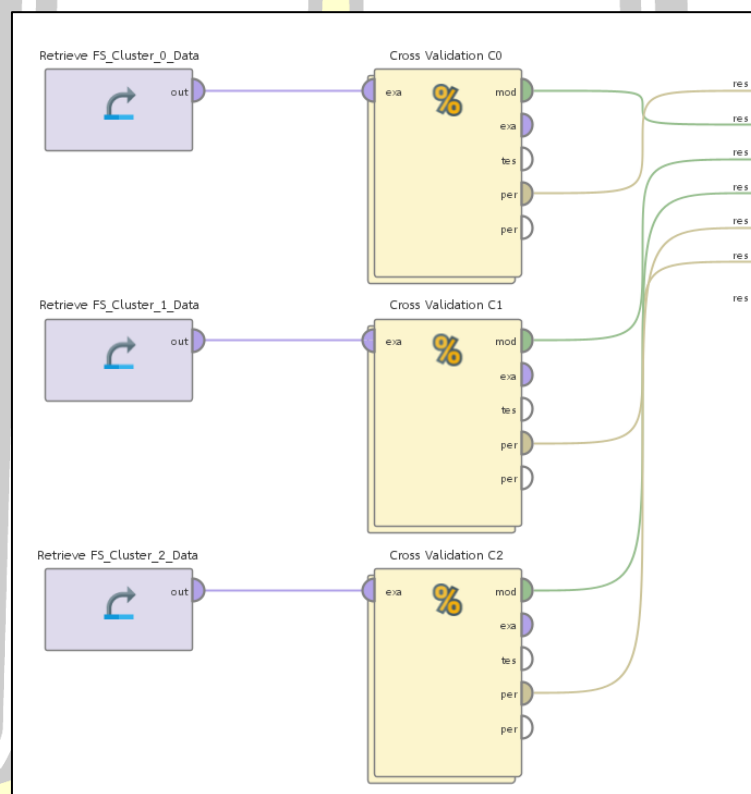 Retrieve FS_Cluster_0_Data
Cross Validation C0
out
exa
%
mod
exa
tes
per
per
res
res
res
res
res
res
res
Retrieve FS_Cluster_1_Data
Cross Validation C1
out
exa
%
mod
exa
tes
per
per
Retrieve FS_Cluster_2_Data
Cross Validation C2
out
exa
%
mod
exa
tes
per
per